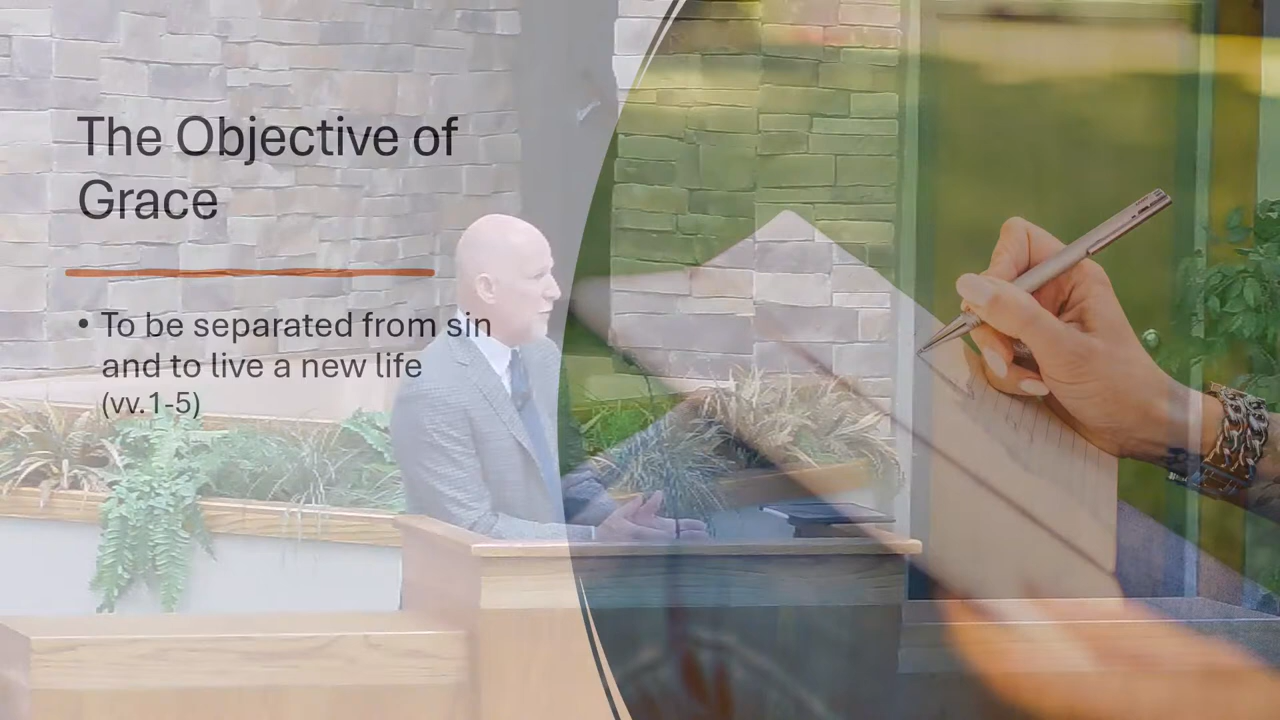 The Objective of
Grace
• To be separated from sin
and to live a new life
(vv.1-5)